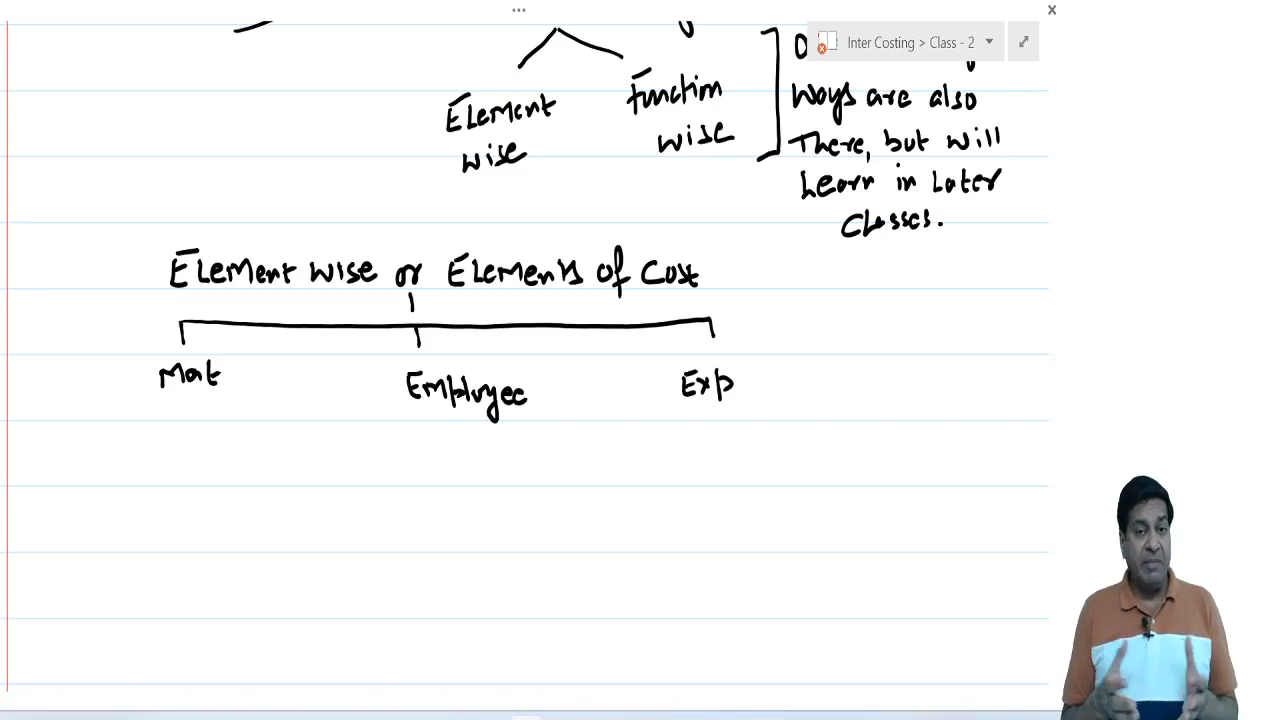 Inter Costing > Class - 2
Element
wise
Function
wise
Ways are also
There, but will
Learn in Later
Classes.
Element wise or Elements of Cost
Mat
Employee
Exp